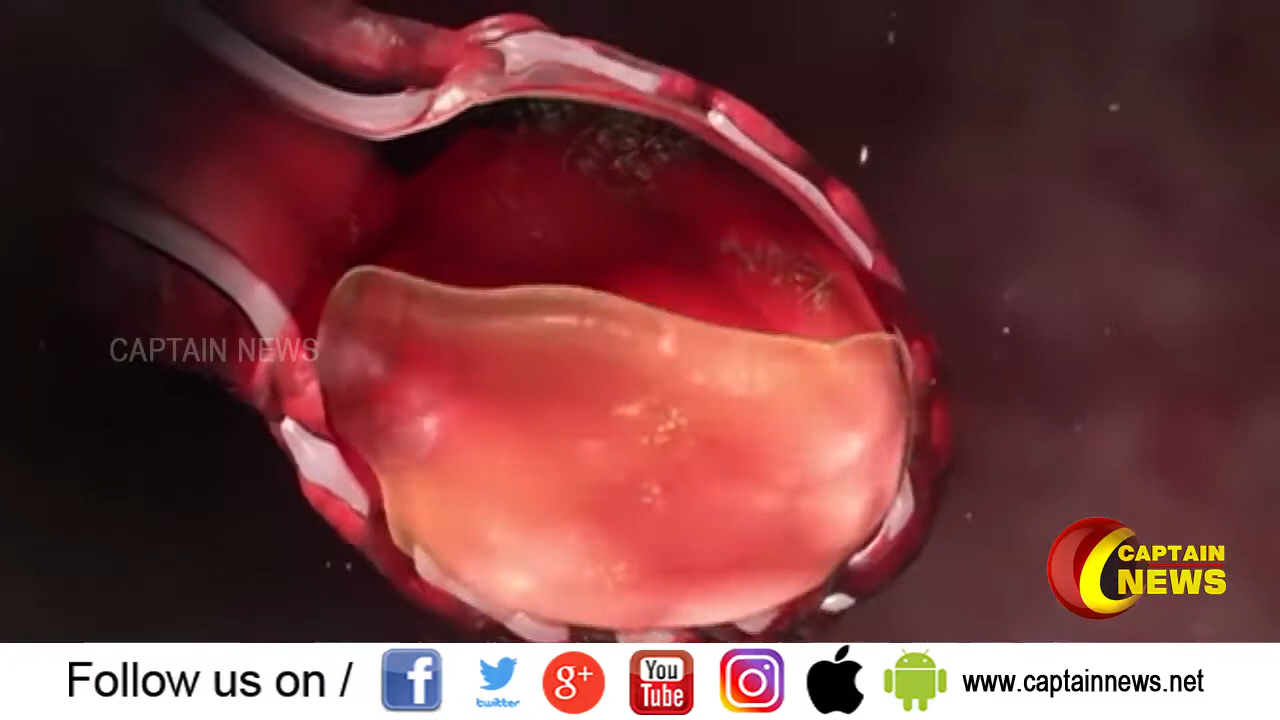 CAPTAIN NEWS
CAPTAIN
NEWS
Follow us on /
f
twitter
g+
You
Tube
www.captainnews.net